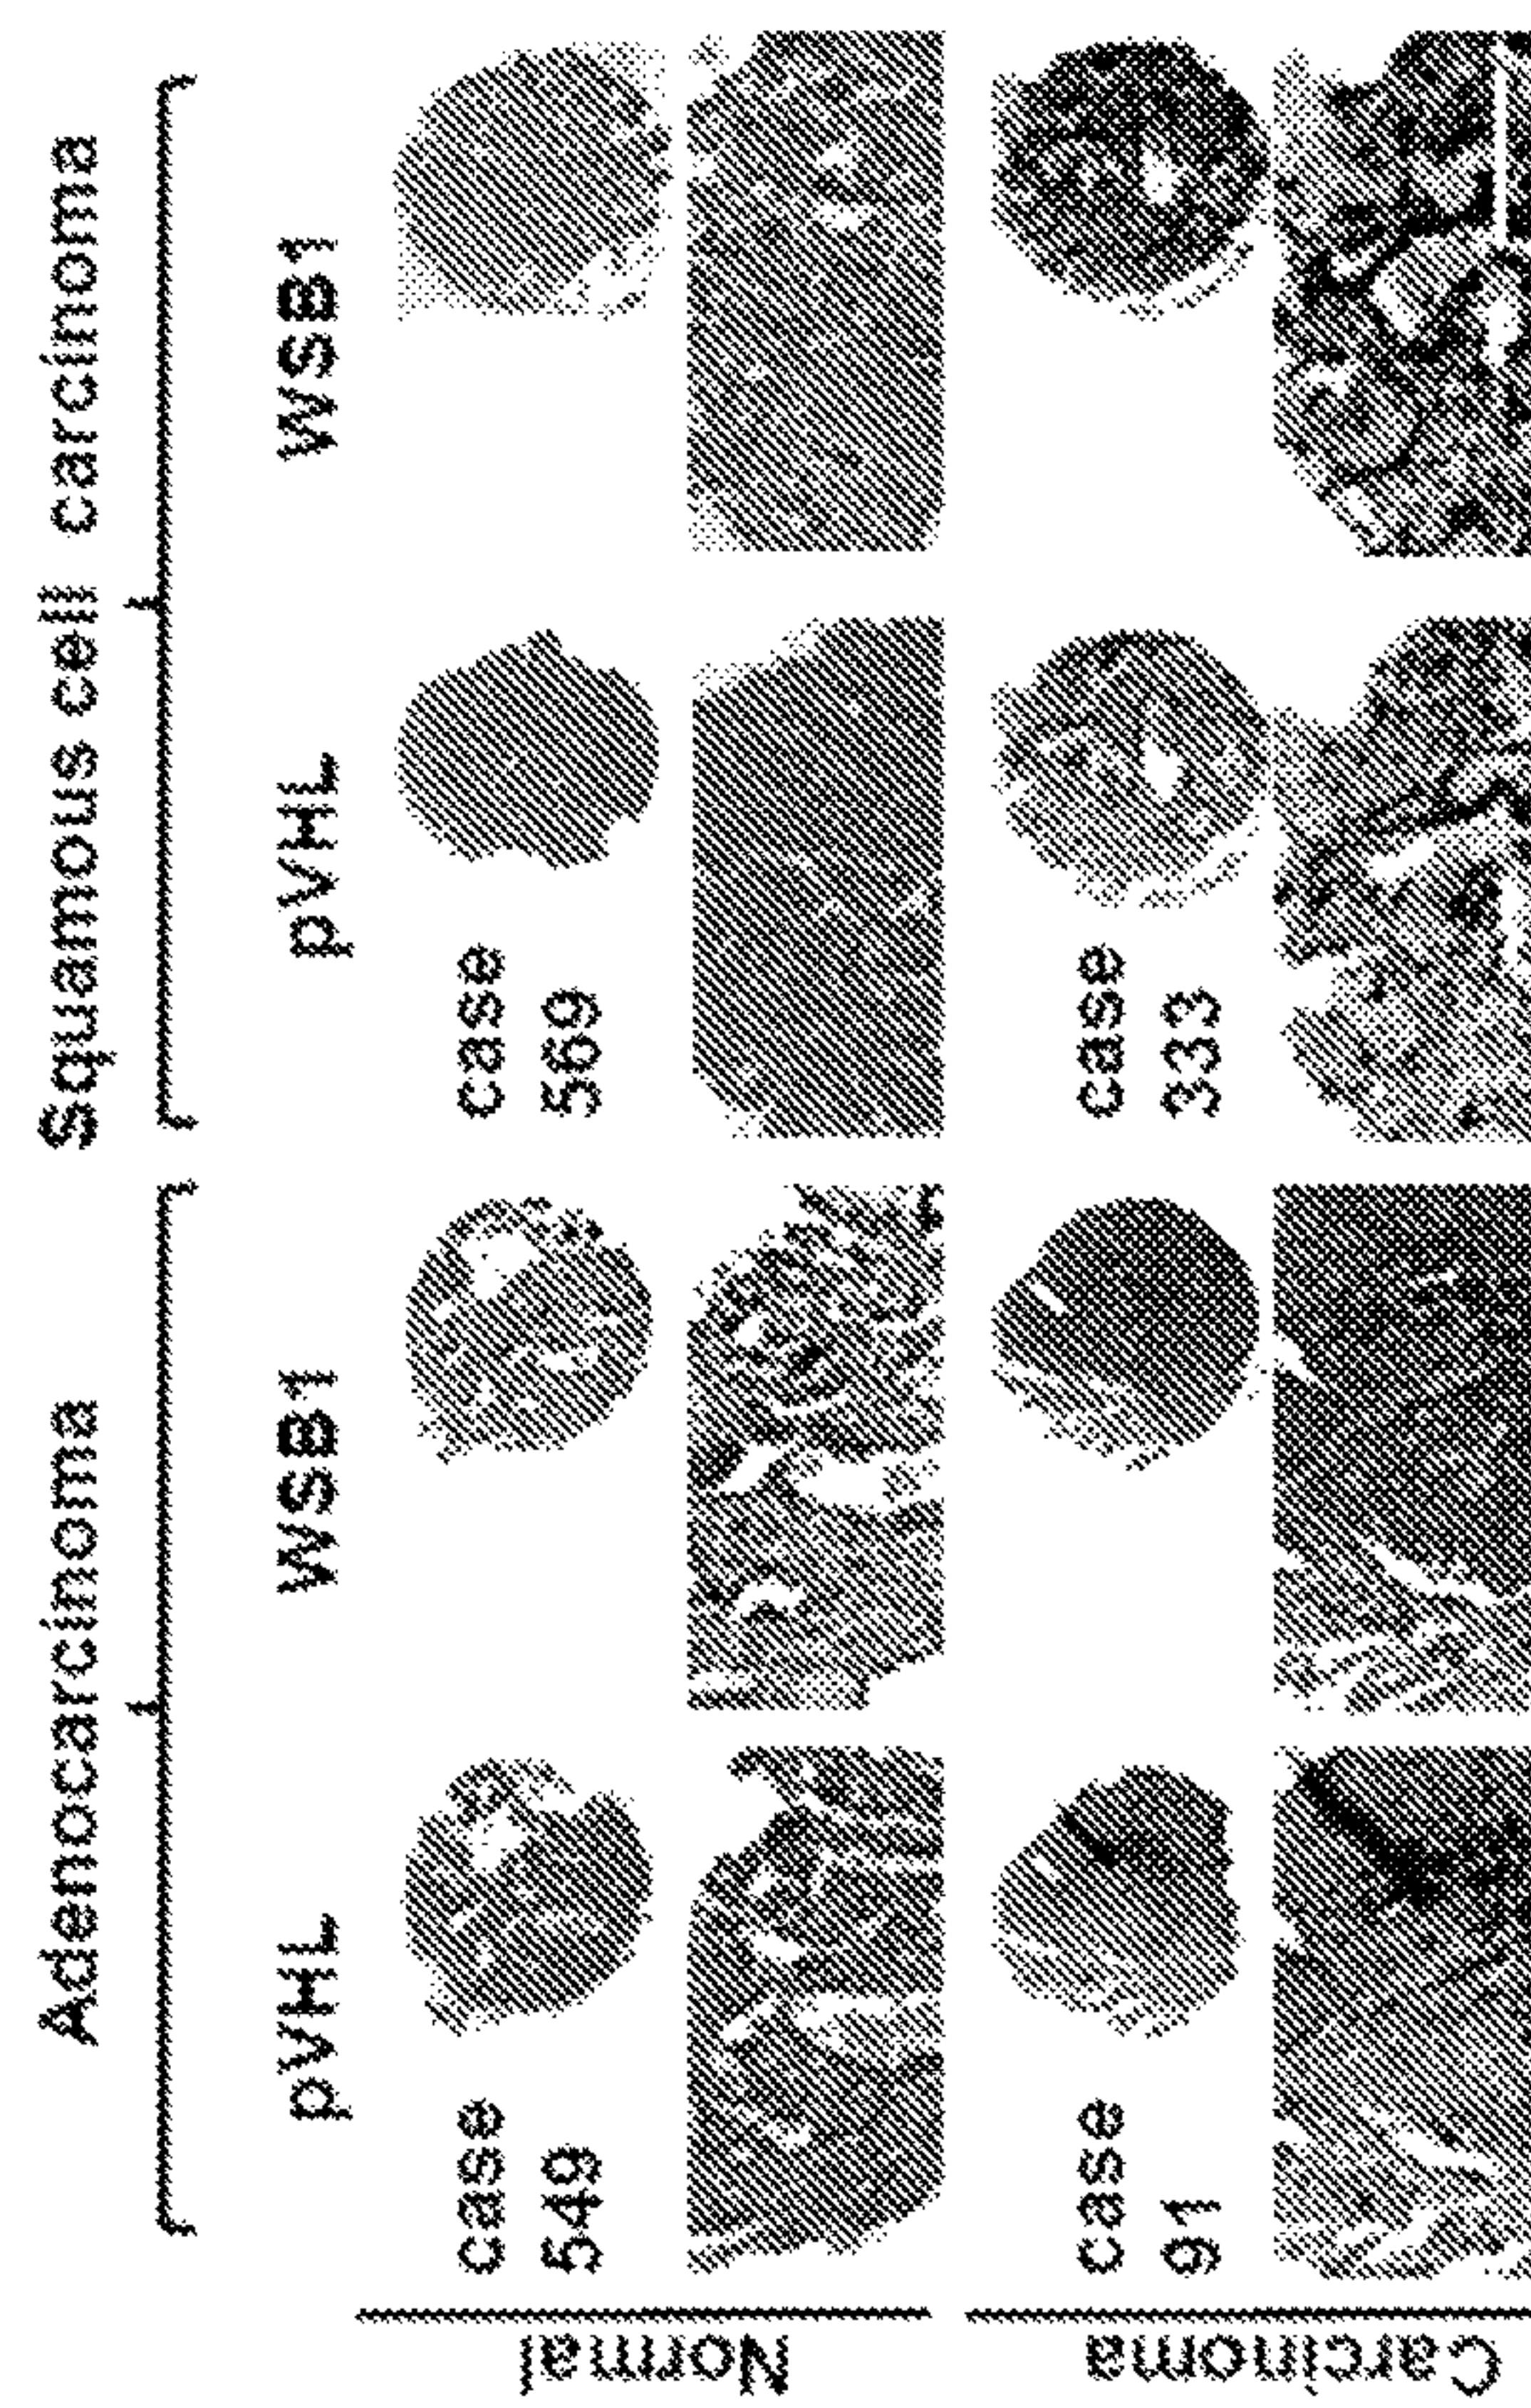 Adenocarcinoma
Squamous cell carcinoma
pVHL
WSB1
pVHL
WSB1
Normal
case
549
case
569
Carcinoma
case
91
case
333